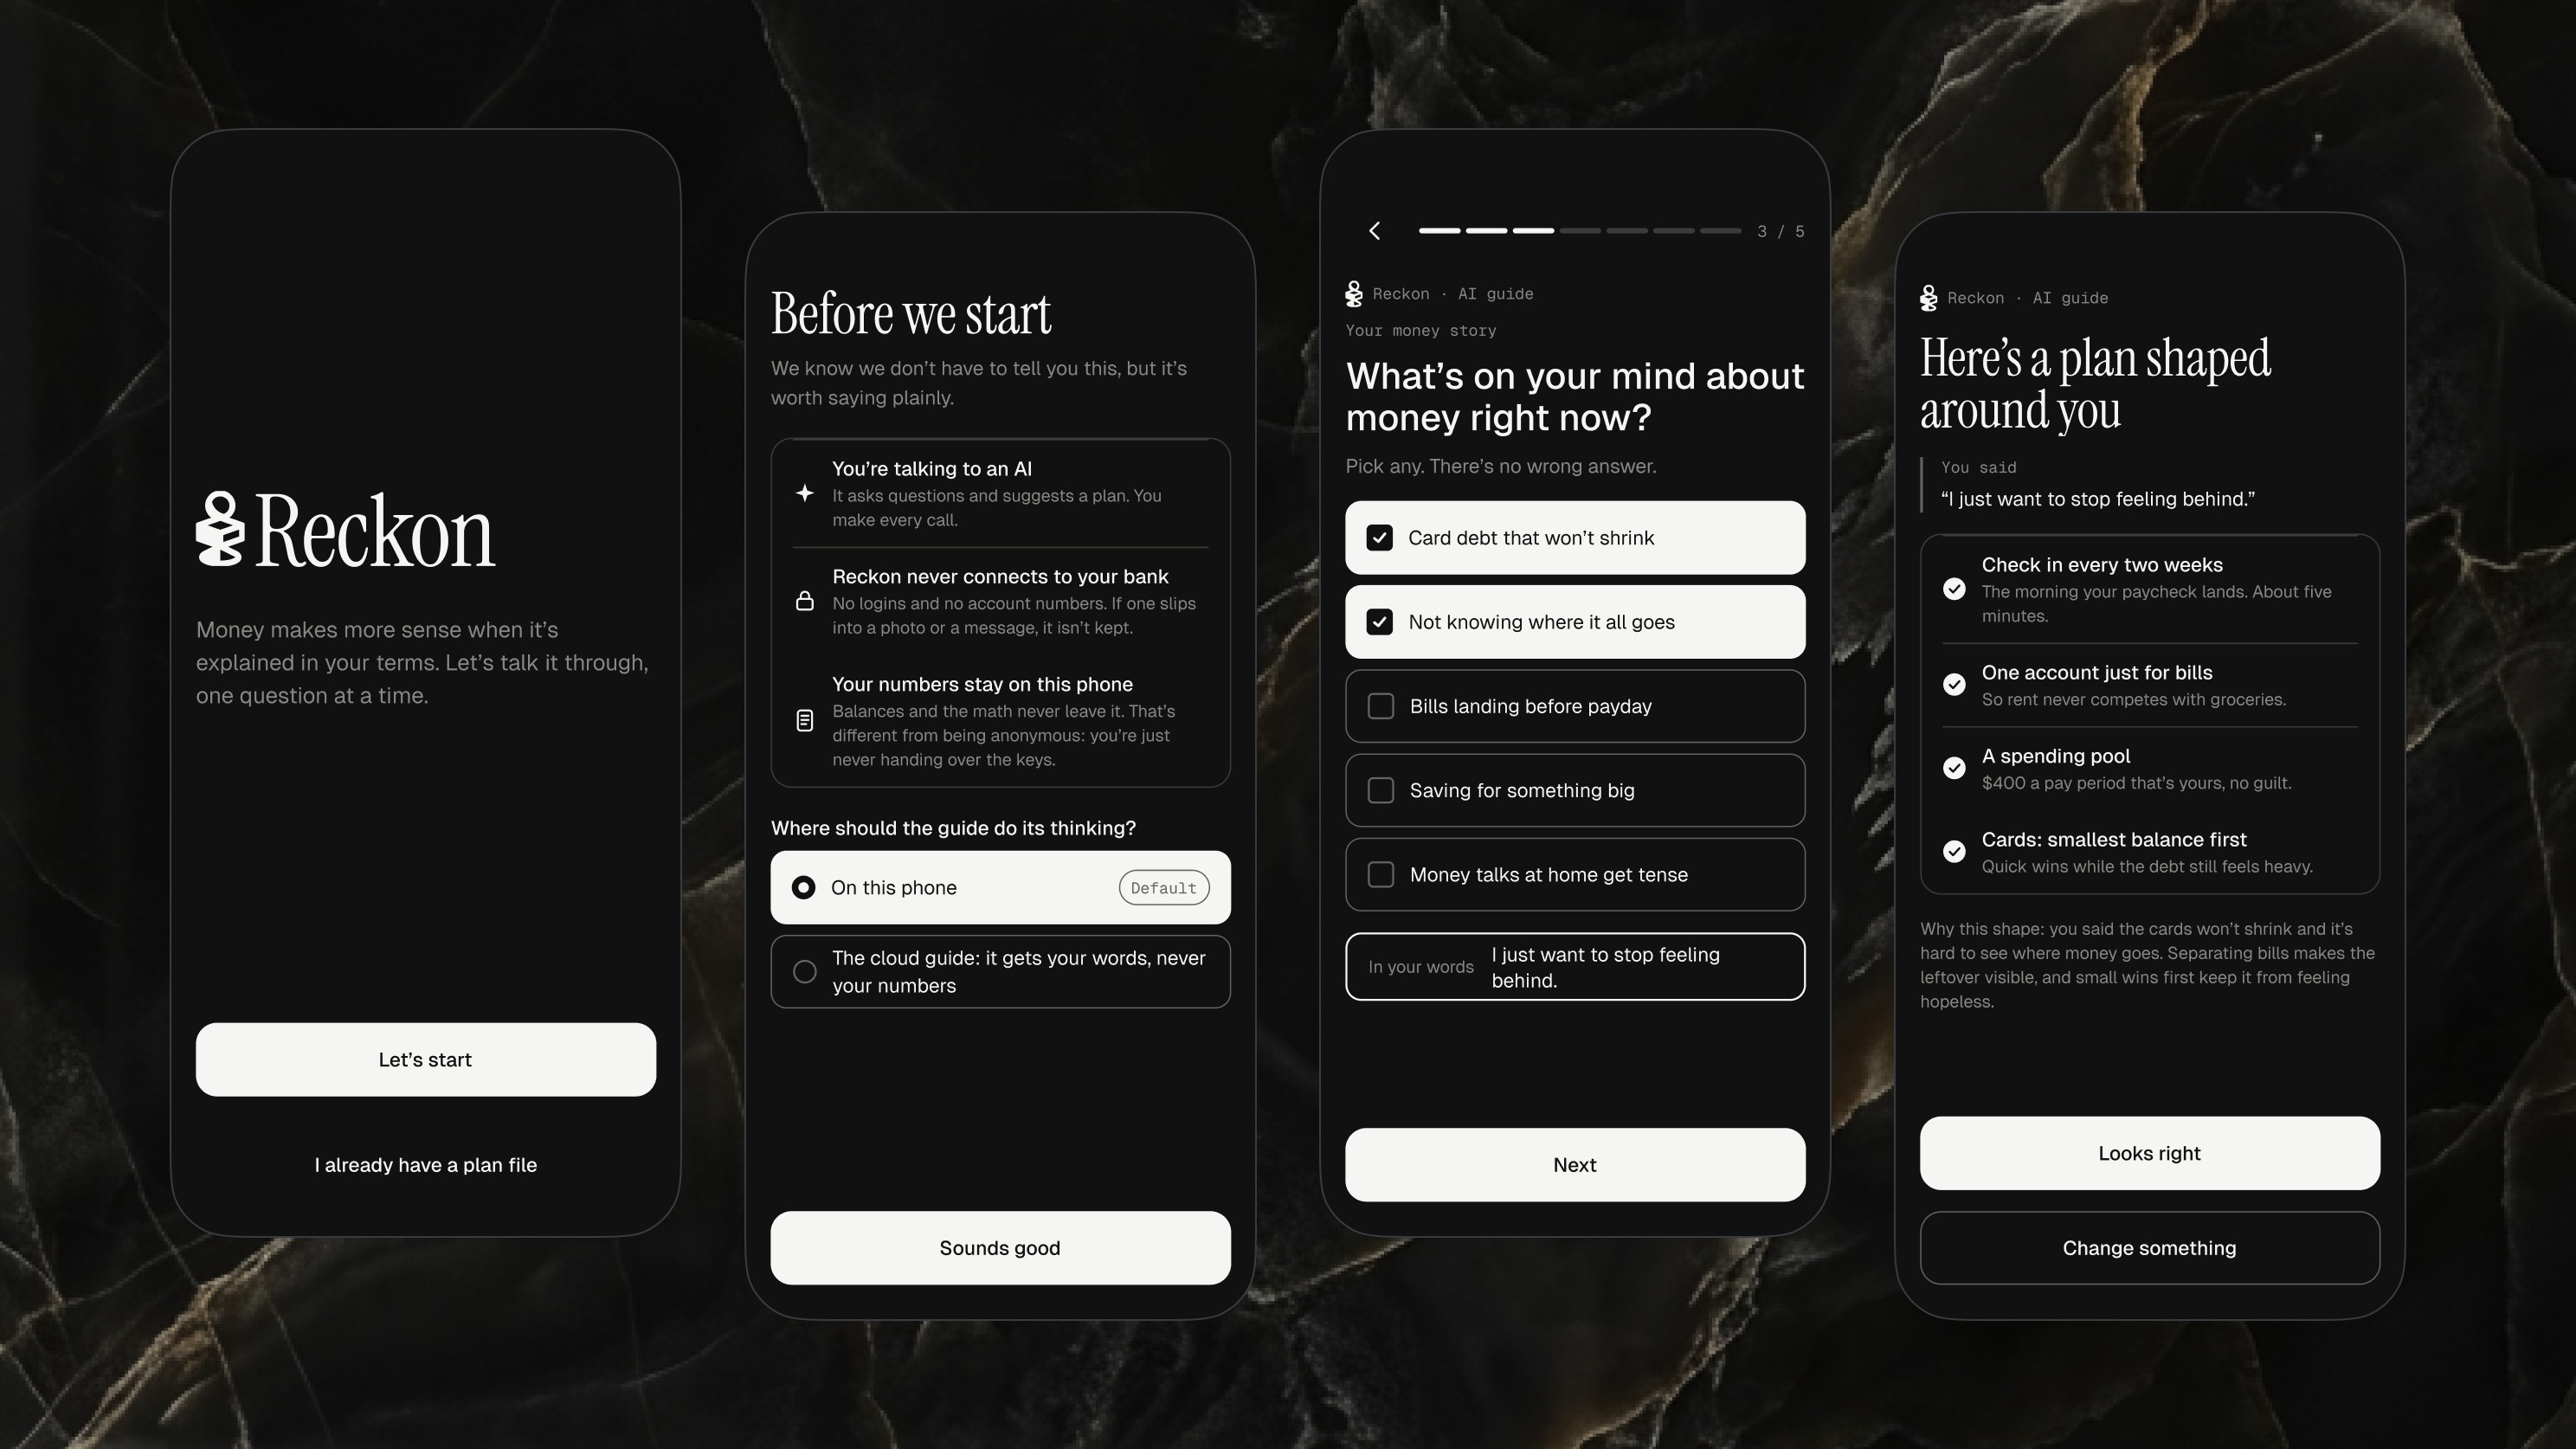 Reckon
Money makes more sense when it’s
explained in your terms. Let’s talk it through,
one question at a time.
Let’s start
I already have a plan file
Before we start
We know we don’t have to tell you this, but it’s
worth saying plainly.
You’re talking to an AI
It asks questions and suggests a plan. You
make every call.
Reckon never connects to your bank
No logins and no account numbers. If one slips
into a photo or a message, it isn’t kept.
Your numbers stay on this phone
Balances and the math never leave it. That’s
different from being anonymous: you’re just
never handing over the keys.
Where should the guide do its thinking?
On this phone Default
The cloud guide: it gets your words, never
your numbers
Sounds good
3 / 5
Reckon · AI guide
Your money story
What’s on your mind about
money right now?
Pick any. There’s no wrong answer.
Card debt that won’t shrink
Not knowing where it all goes
Bills landing before payday
Saving for something big
Money talks at home get tense
In your words
I just want to stop feeling
behind.
Next
Reckon · AI guide
Here’s a plan shaped
around you
You said
“I just want to stop feeling behind.”
Check in every two weeks
The morning your paycheck lands. About five
minutes.
One account just for bills
So rent never competes with groceries.
A spending pool
$400 a pay period that’s yours, no guilt.
Cards: smallest balance first
Quick wins while the debt still feels heavy.
Why this shape: you said the cards won’t shrink and it’s
hard to see where money goes. Separating bills makes the
leftover visible, and small wins first keep it from feeling
hopeless.
Looks right
Change something